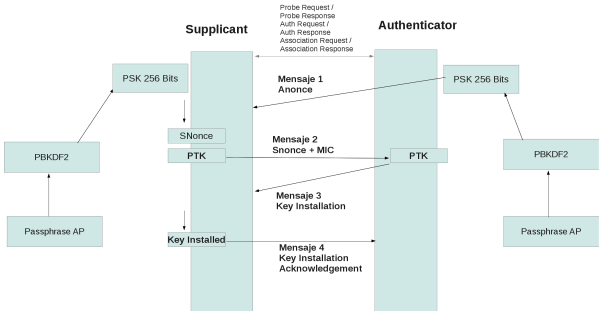 Probe Request /
Probe Response
Auth Request /
Auth Response
Association Request /
Association Response
Supplicant
Authenticator
PSK 256 Bits
Mensaje 1
Anonce
PSK 256 Bits
SNonce
Mensaje 2
Snonce + MIC
PBKDF2
PTK
PTK
PBKDF2
Mensaje 3
Key Installation
Passphrase AP
Key Installed
Passphrase AP
Mensaje 4
Key Installation
Acknowledgement